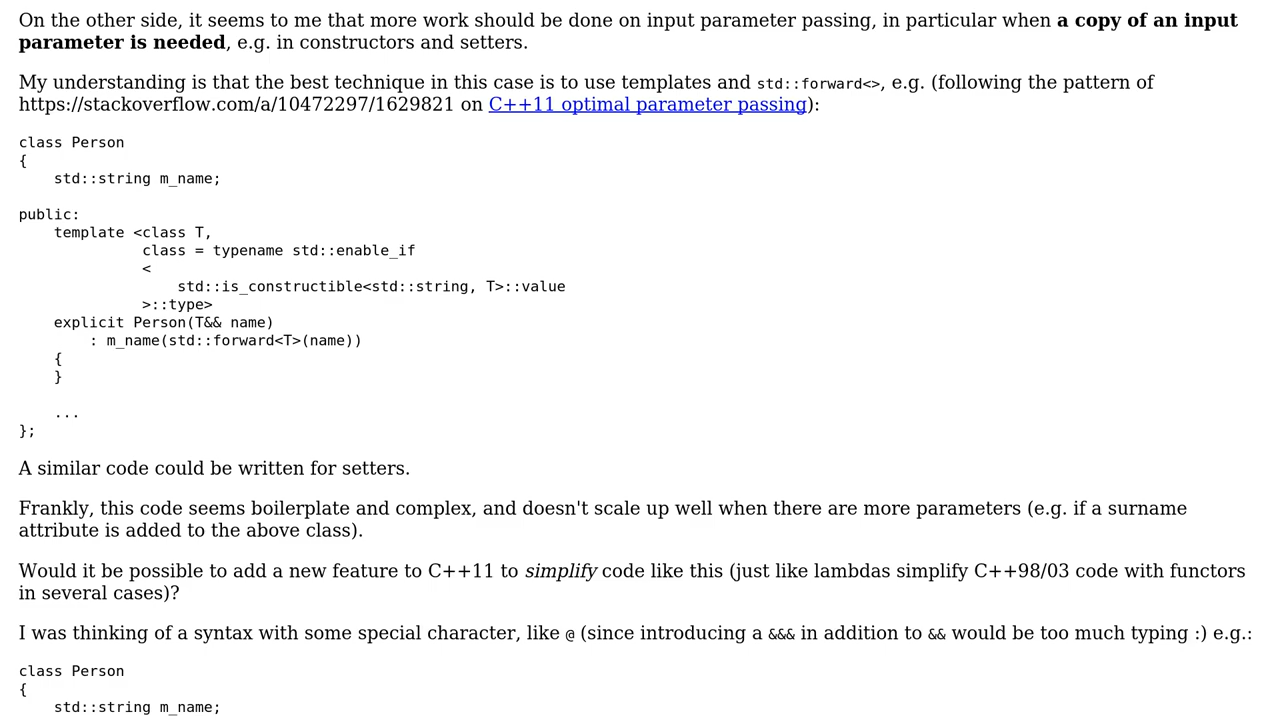 On the other side, it seems to me that more work should be done on input parameter passing, in particular when a copy of an input
parameter is needed, e.g. in constructors and setters.
My understanding is that the best technique in this case is to use templates and std::forward<>, e.g. (following the pattern of
https://stackoverflow.com/a/10472297/1629821 on C++11 optimal parameter passing):
class Person
{
    std::string m_name;
public:
    template <class T,
              class = typename std::enable_if
              <
                  std::is_constructible<std::string, T>::value
              >::type>
    explicit Person(T&& name)
        : m_name(std::forward<T>(name))
    {
    }
    ...
};
A similar code could be written for setters.
Frankly, this code seems boilerplate and complex, and doesn't scale up well when there are more parameters (e.g. if a surname
attribute is added to the above class).
Would it be possible to add a new feature to C++11 to simplify code like this (just like lambdas simplify C++98/03 code with functors
in several cases)?
I was thinking of a syntax with some special character, like @ (since introducing a &&& in addition to && would be too much typing :) e.g.:
class Person
{
    std::string m_name;